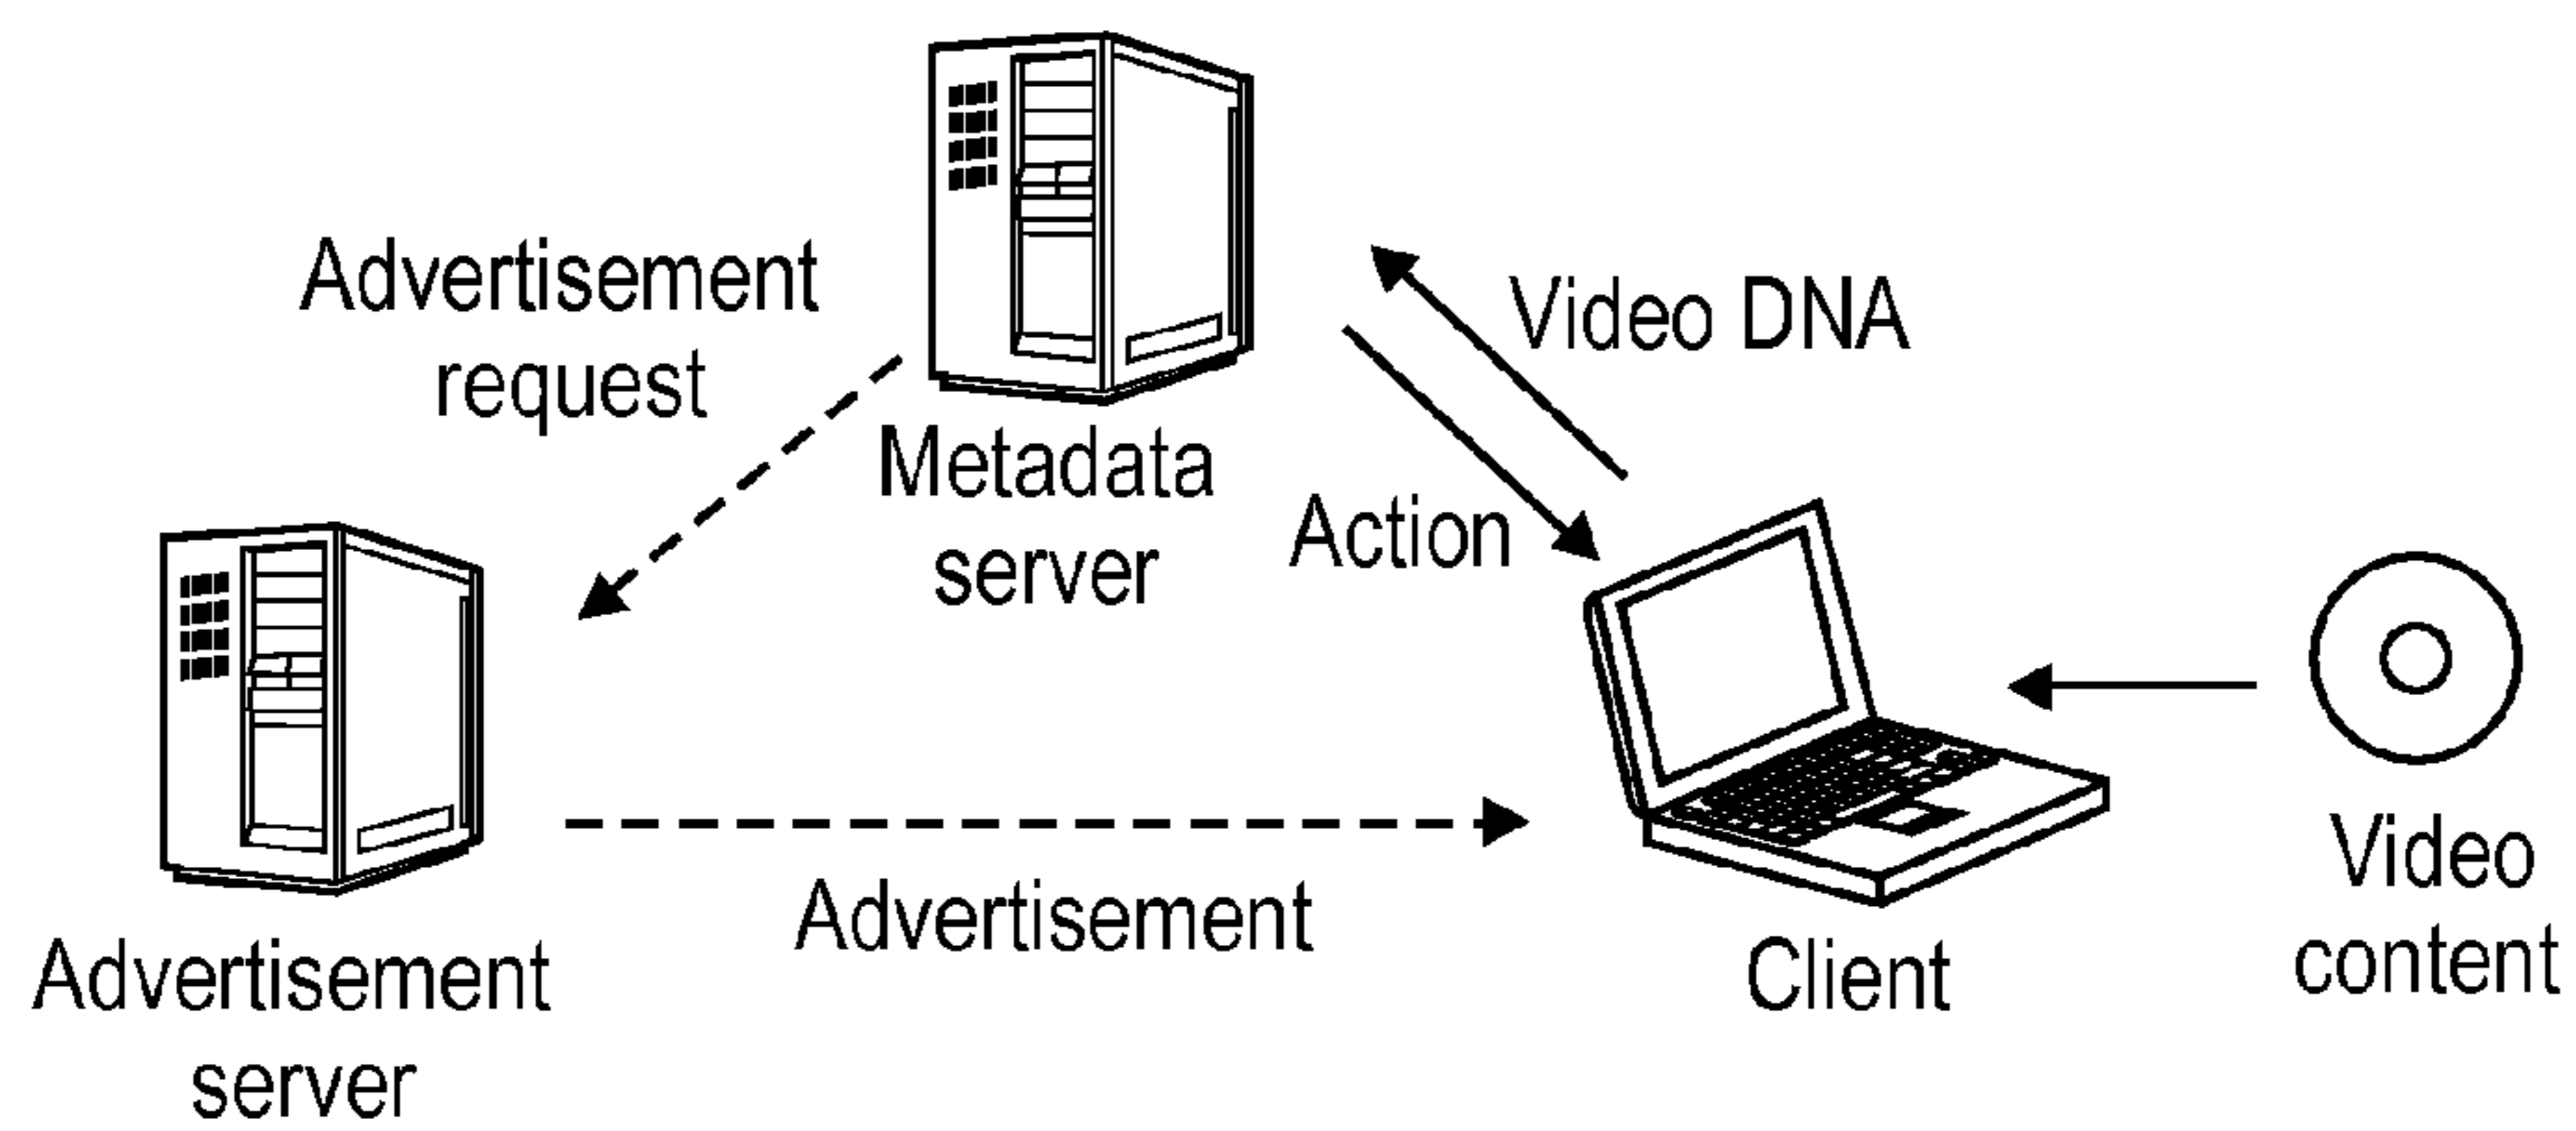 Advertisement
request
Metadata
server
Video DNA
Action
Advertisement
server
Advertisement
Client
Video
content